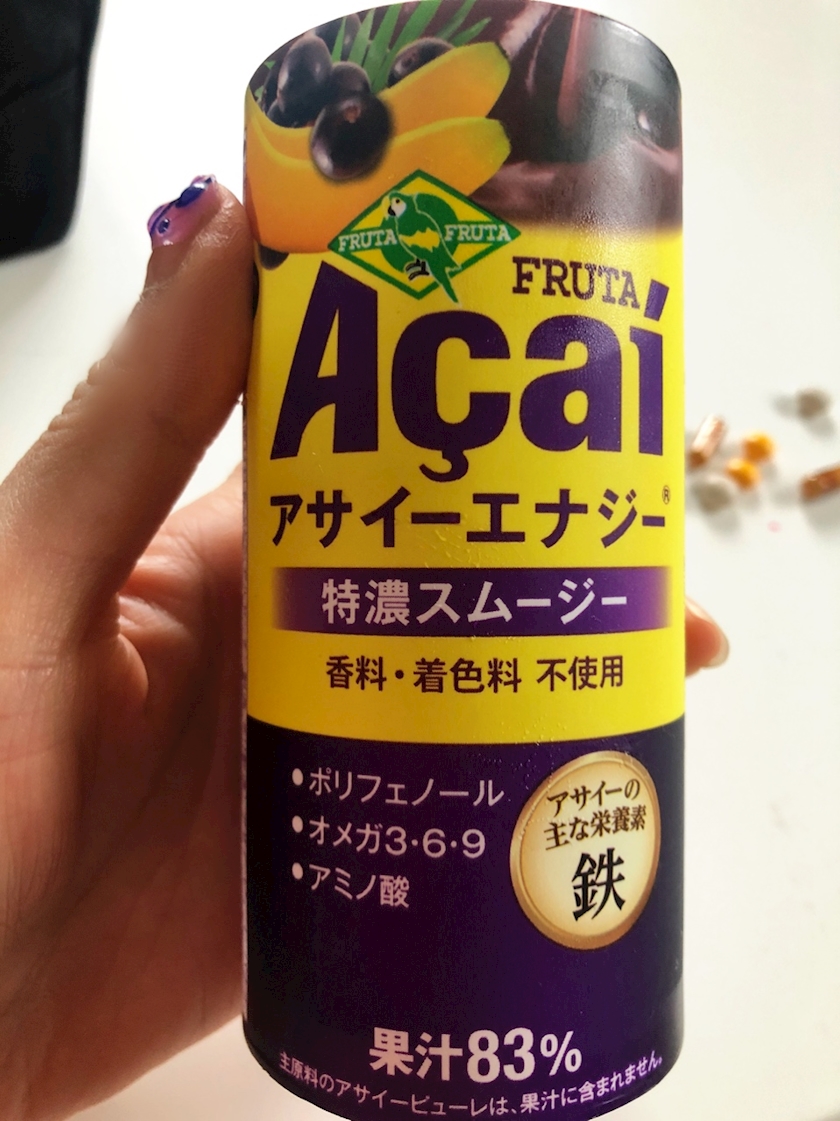 FRUTA FRUTA
FRUTA
Açaí
アサイーエナジー®
特濃スムージー
香料・着色料 不使用
•ポリフェノール
•オメガ3・6・9
•アミノ酸
アサイーの
主な栄養素
鉄
果汁83%
主原料のアサイーピューレは、果汁に含まれません。